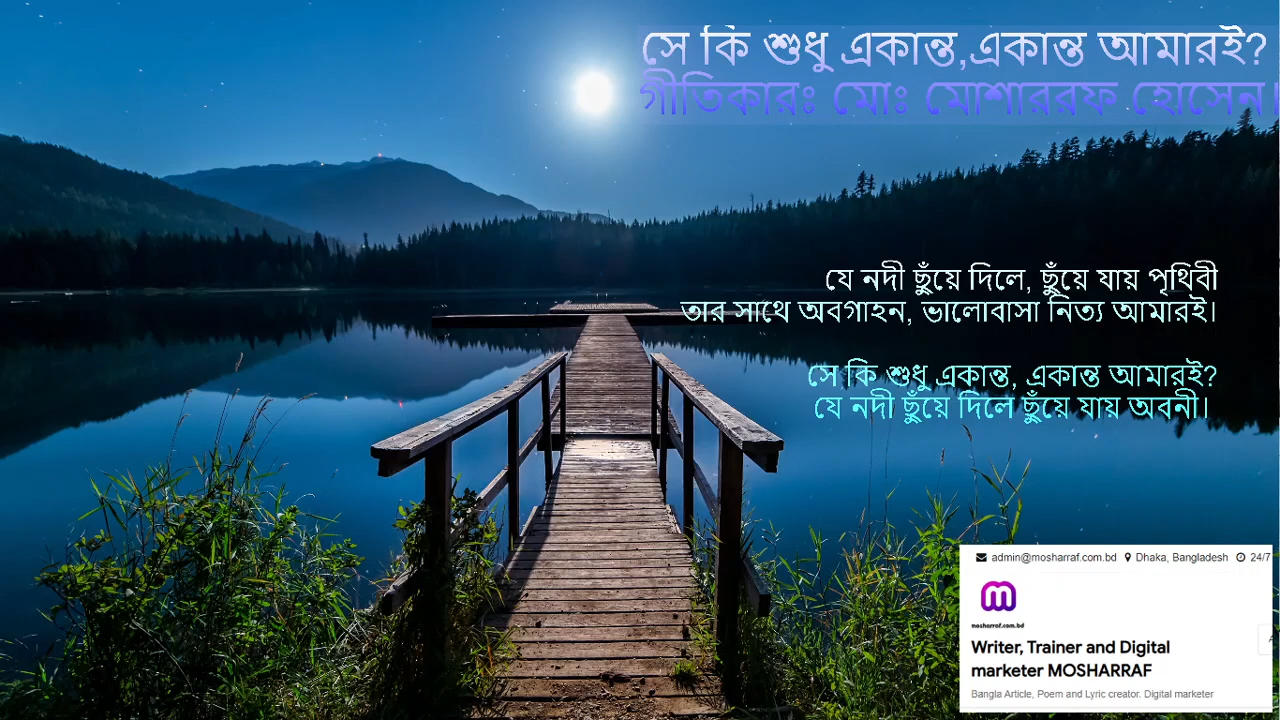 সে কি শুধু একান্ত,একান্ত আমারই?
গীতিকারঃ মোঃ মোশাররফ হোসেন।
যে নদী ছুঁয়ে দিলে, ছুঁয়ে যায় পৃথিবী
তার সাথে অবগাহন, ভালোবাসা নিত্য আমারই।
সে কি শুধু একান্ত, একান্ত আমারই?
যে নদী ছুঁয়ে দিলে ছুঁয়ে যায় অবনী।
admin@mosharraf.com.bd Dhaka, Bangladesh 24/7
mosharraf.com.bd
Writer, Trainer and Digital
marketer MOSHARRAF
Bangla Article, Poem and Lyric creator. Digital marketer